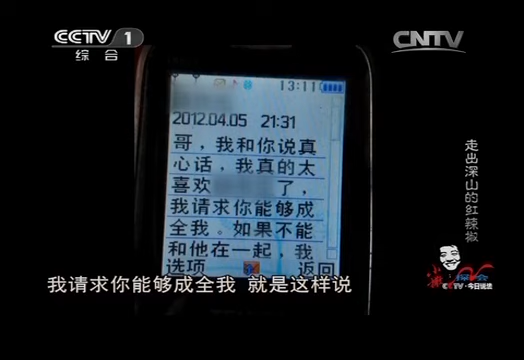 CCTV 1
综合
CNTV
13:11
2012.04.05 21:31
哥，我和你说真
心话，我真的太
喜欢 了，
我请求你能够成
全我。如果不能
和他在一起，我
选项 返回
走出深山的红辣椒
CCTV·今日说法
我请求你能够成全我 就是这样说